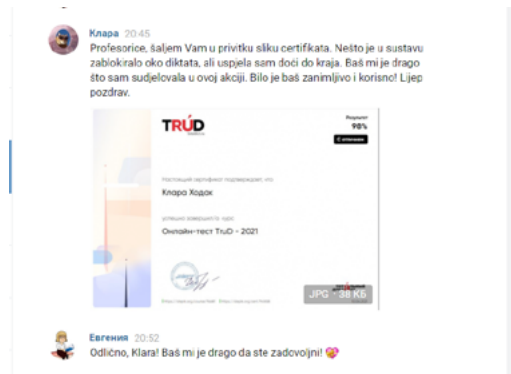 Клара 20:45
Profesorice, šaljem Vam u privitku sliku certifikata. Nešto je u sustavu
zablokiralo oko diktata, ali uspjela sam doći do kraja. Baš mi je drago
što sam sudjelovala u ovoj akciji. Bilo je baš zanimljivo i korisno! Lijep
pozdrav.
TRÚD
Результат
98%
С отличием
Настоящий сертификат подтверждает, что
Клара Ходак
успешно завершил/а курс
Онлайн-тест TruD - 2021
JPG · 38 КБ
Евгения 20:52
Odlično, Klara! Baš mi je drago da ste zadovoljni!